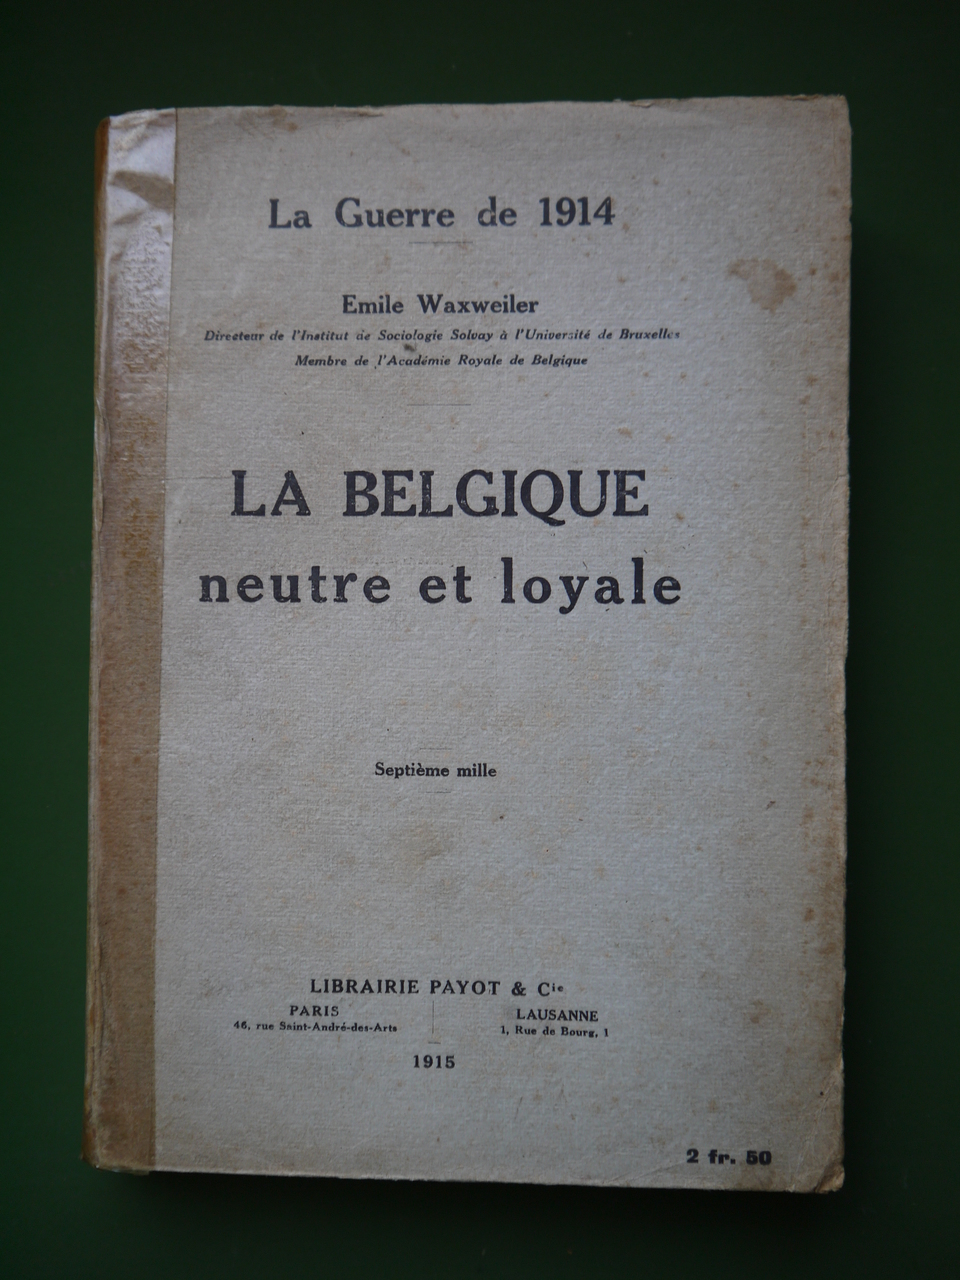 La Guerre de 1914
Emile Waxweiler
Directeur de l'Institut de Sociologie Solvay à l'Université de Bruxelles
Membre de l'Académie Royale de Belgique
LA BELGIQUE
neutre et loyale
Septième mille
LIBRAIRIE PAYOT & Cie
PARIS
46, rue Saint-André-des-Arts
LAUSANNE
1, Rue de Bourg, 1
1915
2 fr. 50